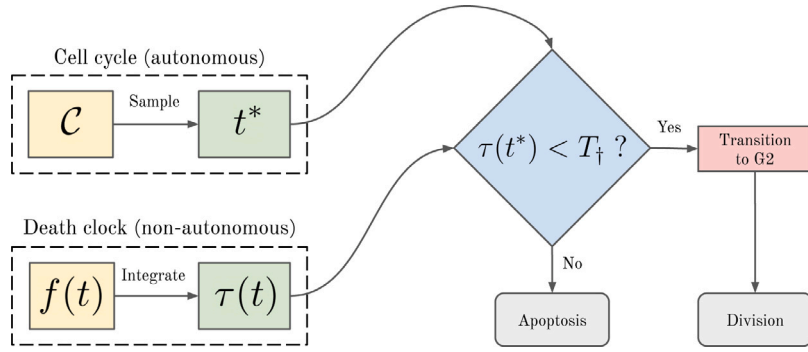 Cell cycle (autonomous)
𝒞
Sample
t*
Death clock (non-autonomous)
f(t)
Integrate
τ(t)
τ(t*) < T† ?
Yes
Transition
to G2
No
Apoptosis
Division